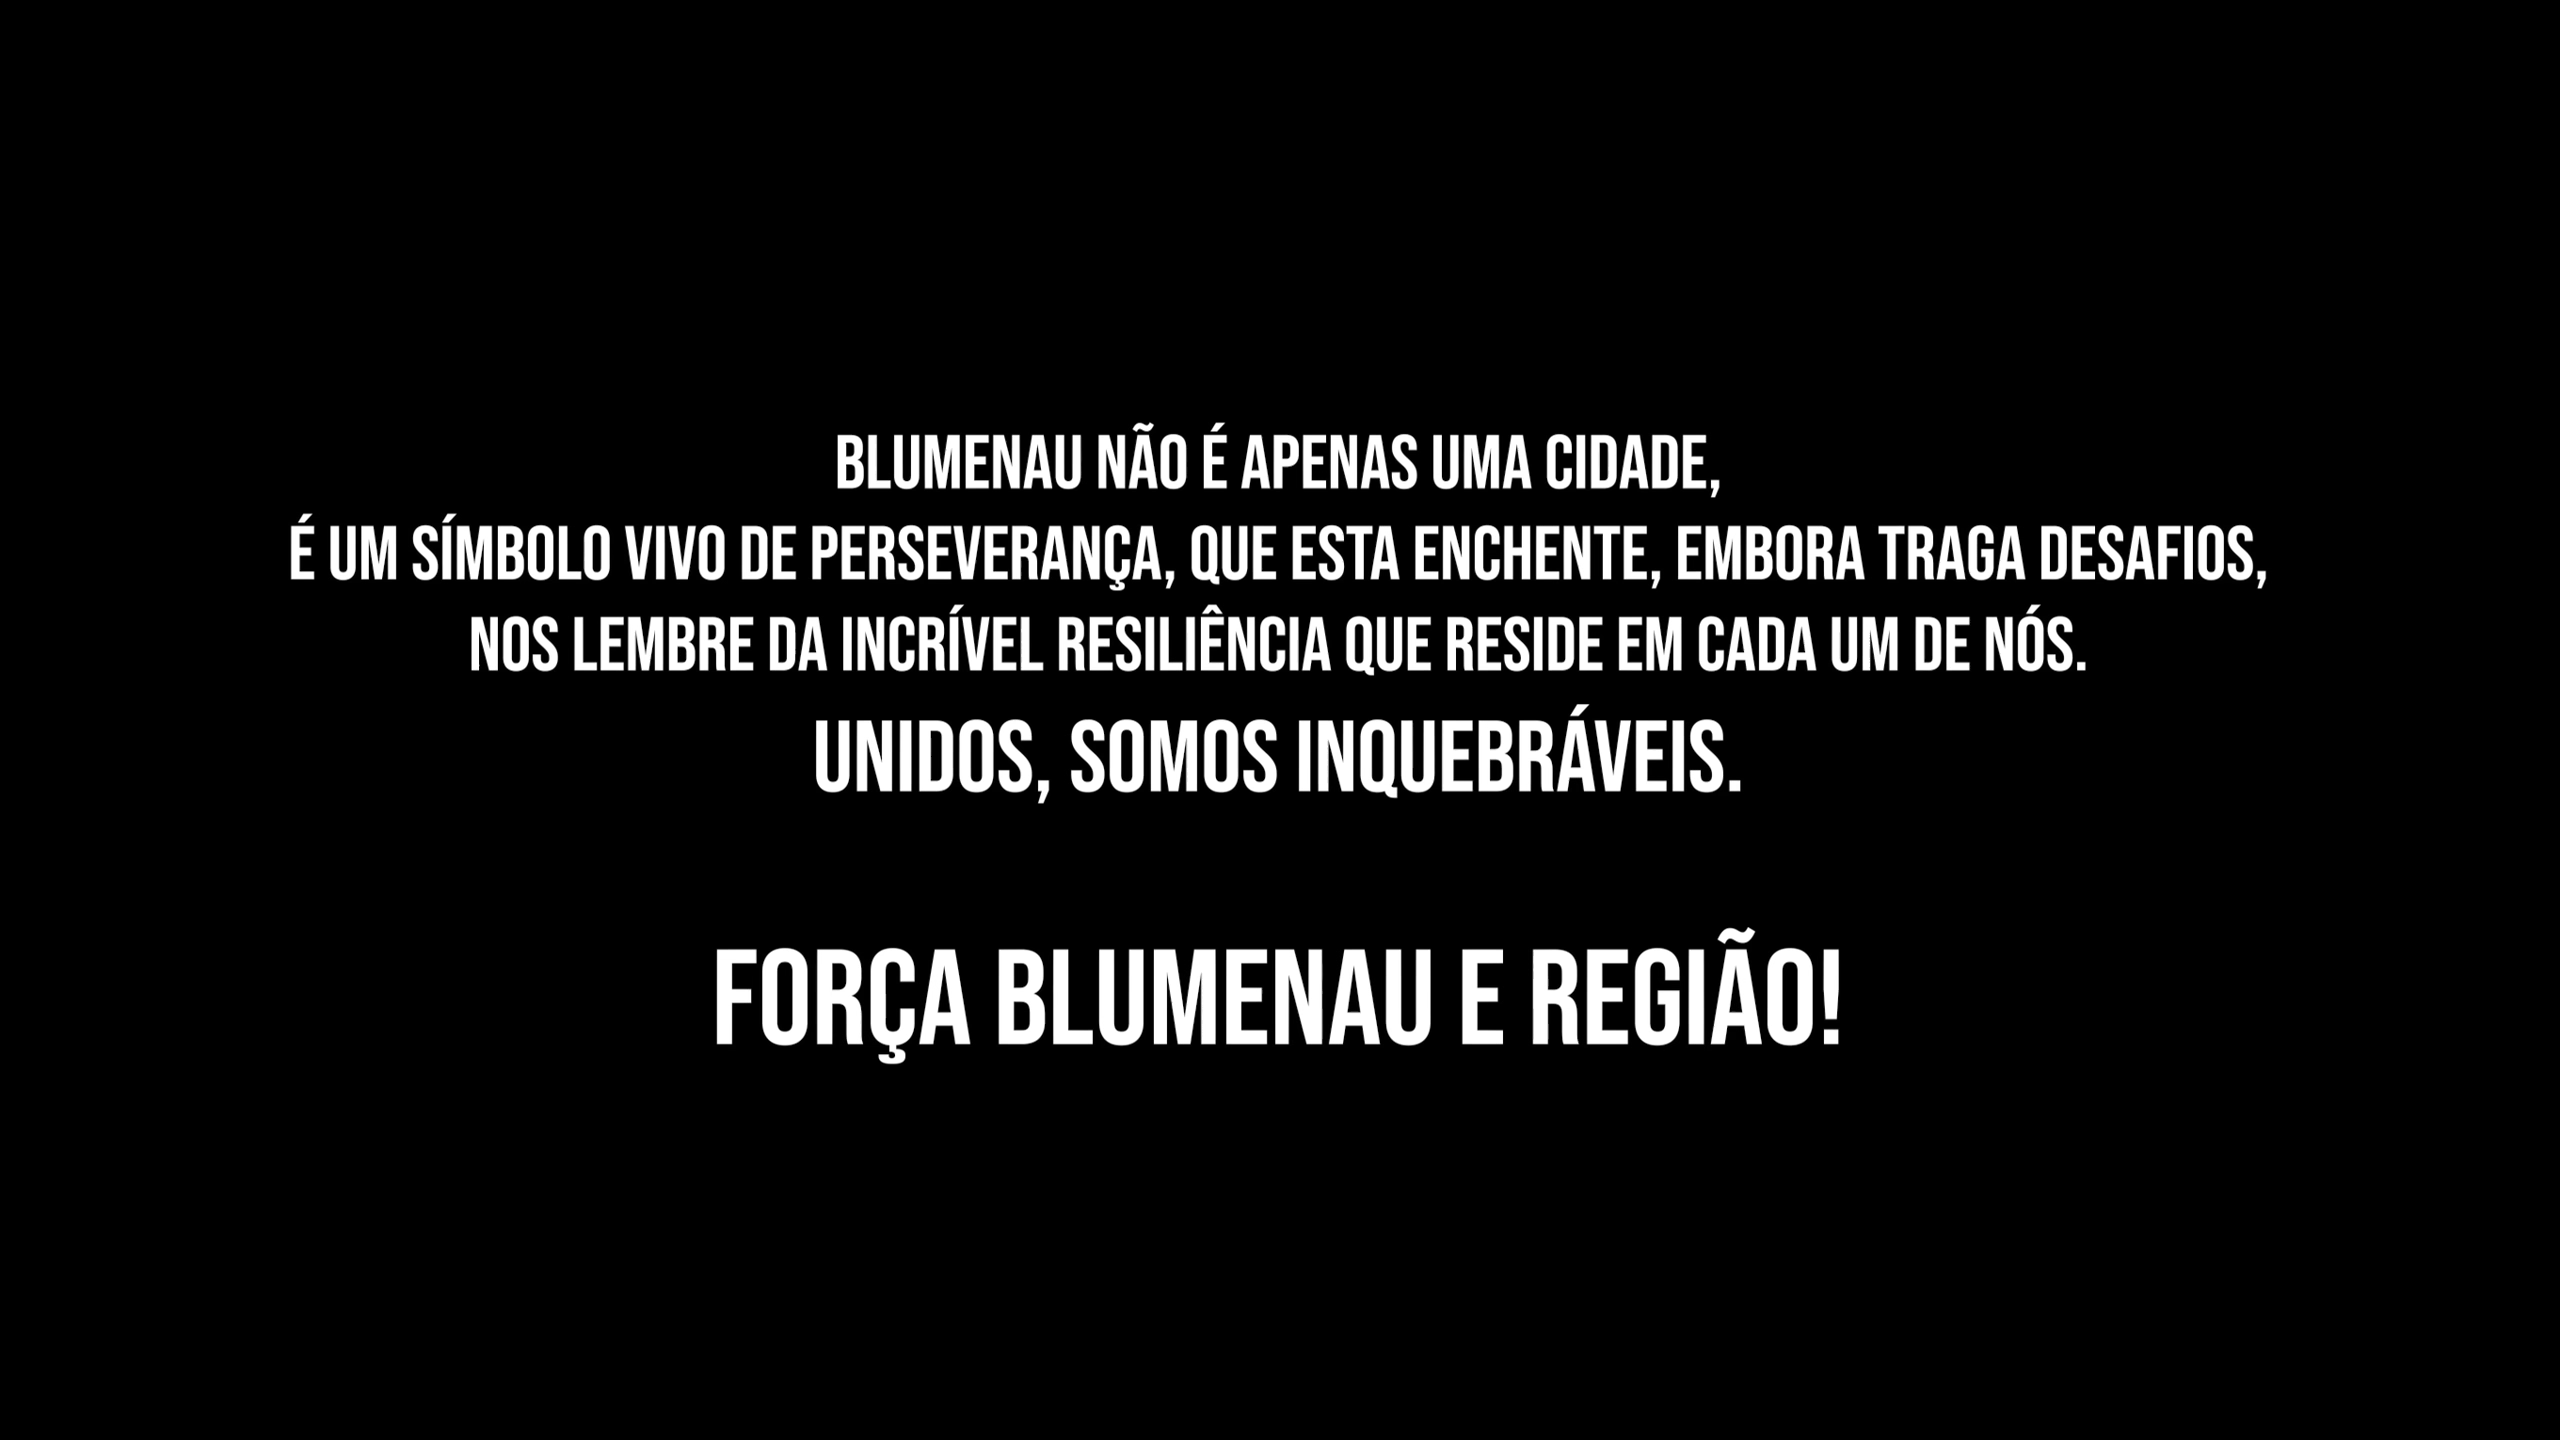 BLUMENAU NÃO É APENAS UMA CIDADE,
É UM SÍMBOLO VIVO DE PERSEVERANÇA, QUE ESTA ENCHENTE, EMBORA TRAGA DESAFIOS,
NOS LEMBRE DA INCRÍVEL RESILIÊNCIA QUE RESIDE EM CADA UM DE NÓS.
UNIDOS, SOMOS INQUEBRÁVEIS.
FORÇA BLUMENAU E REGIÃO!